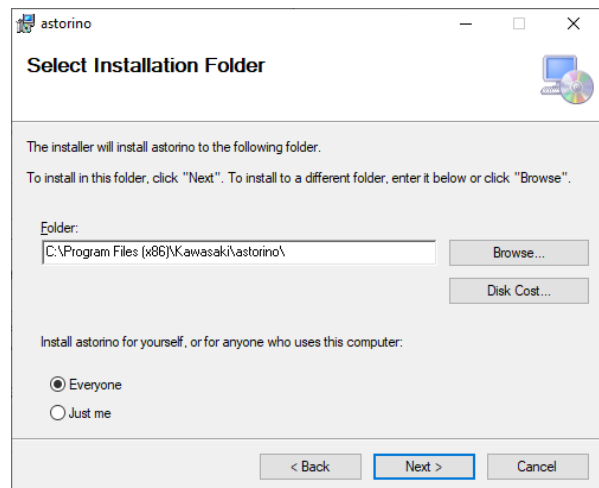 astorino
Select Installation Folder
The installer will install astorino to the following folder.
To install in this folder, click "Next". To install to a different folder, enter it below or click "Browse".
Folder:
C:\Program Files (x86)\Kawasaki\astorino\
Browse...
Disk Cost...
Install astorino for yourself, or for anyone who uses this computer:
Everyone
Just me
< Back
Next >
Cancel